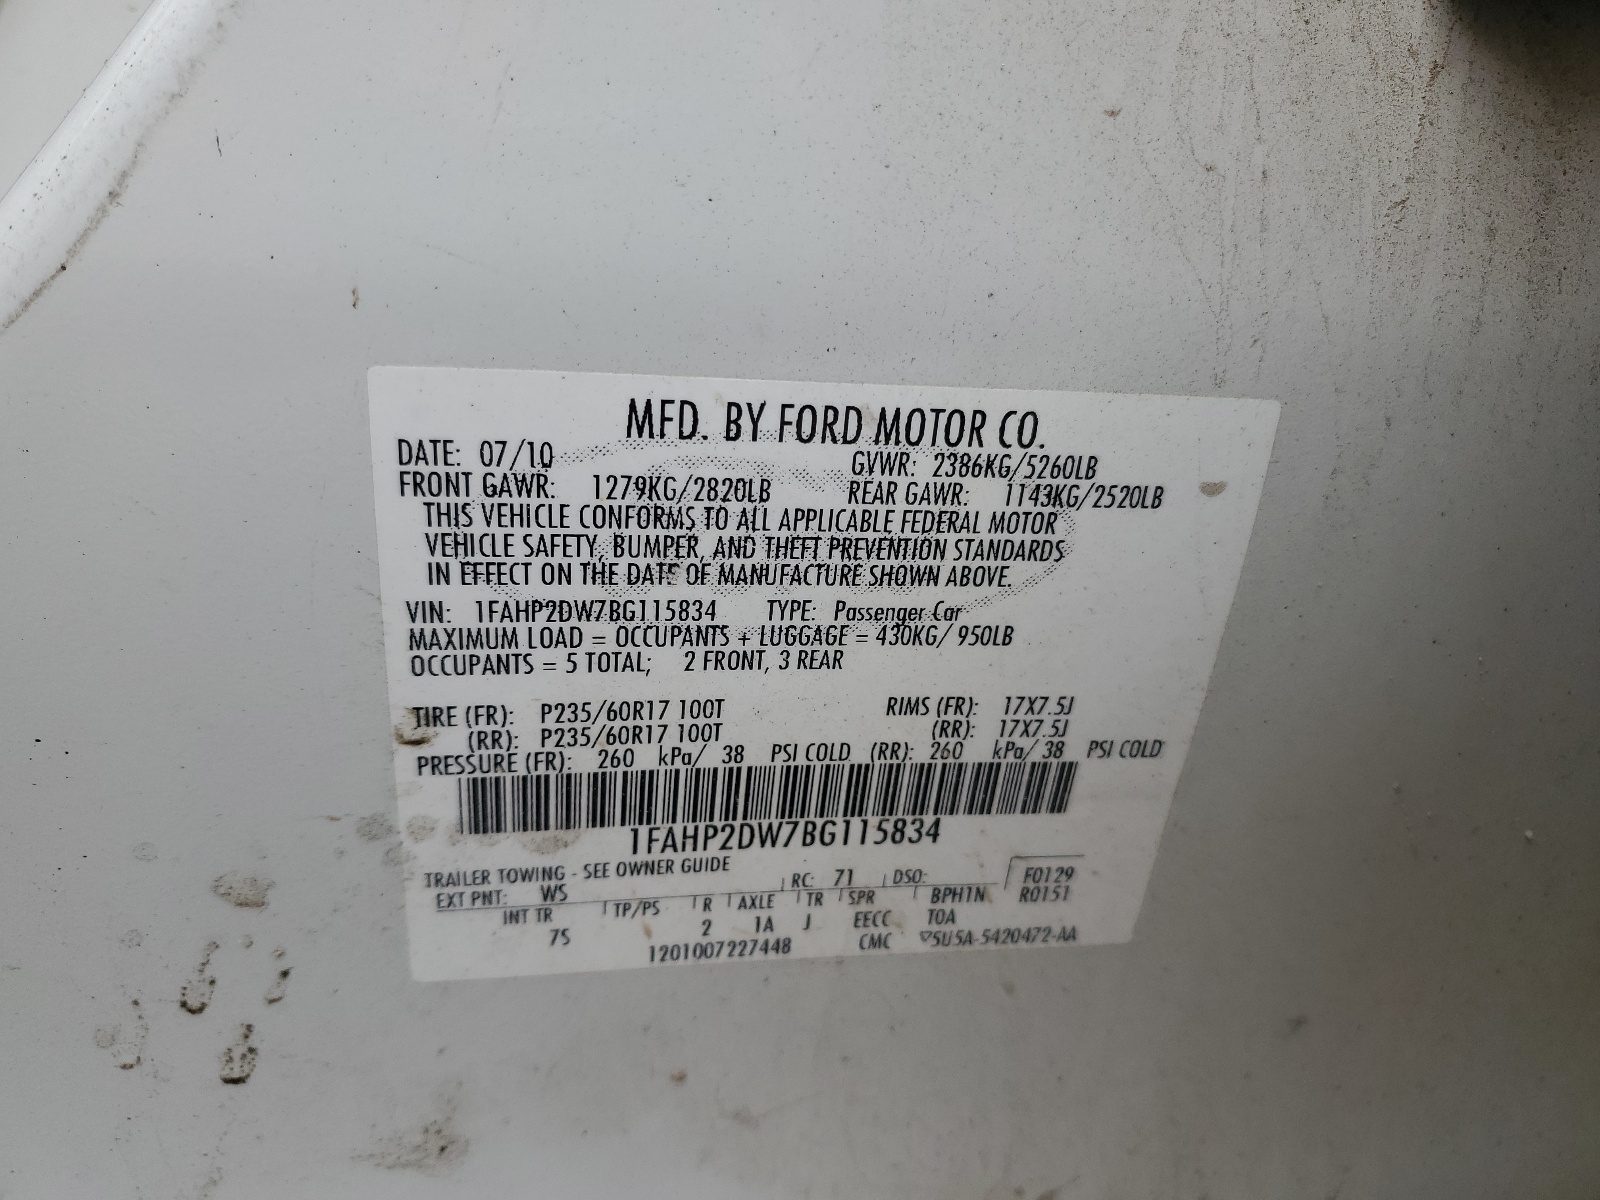 MFD. BY FORD MOTOR CO.
DATE: 07/10 GVWR: 2386KG/5260LB
FRONT GAWR: 1279KG/2820LB REAR GAWR: 1143KG/2520LB
THIS VEHICLE CONFORMS TO ALL APPLICABLE FEDERAL MOTOR
VEHICLE SAFETY, BUMPER, AND THEFT PREVENTION STANDARDS
IN EFFECT ON THE DATE OF MANUFACTURE SHOWN ABOVE.
VIN: 1FAHP2DW7BG115834 TYPE: Passenger Car
MAXIMUM LOAD = OCCUPANTS + LUGGAGE = 430KG/ 950LB
OCCUPANTS = 5 TOTAL; 2 FRONT, 3 REAR
TIRE (FR): P235/60R17 100T RIMS (FR): 17X7.5J
(RR): P235/60R17 100T (RR): 17X7.5J
PRESSURE (FR): 260 kPa/ 38 PSI COLD (RR): 260 kPa/ 38 PSI COLD
1FAHP2DW7BG115834
TRAILER TOWING - SEE OWNER GUIDE
EXT PNT: WS RC: 71 DSO: F0129
INT TR TP/PS R AXLE TR SPR BPH1N R0151
7S 2 1A J EECC TOA
1201007227448 CMC 5U5A-5420472-AA